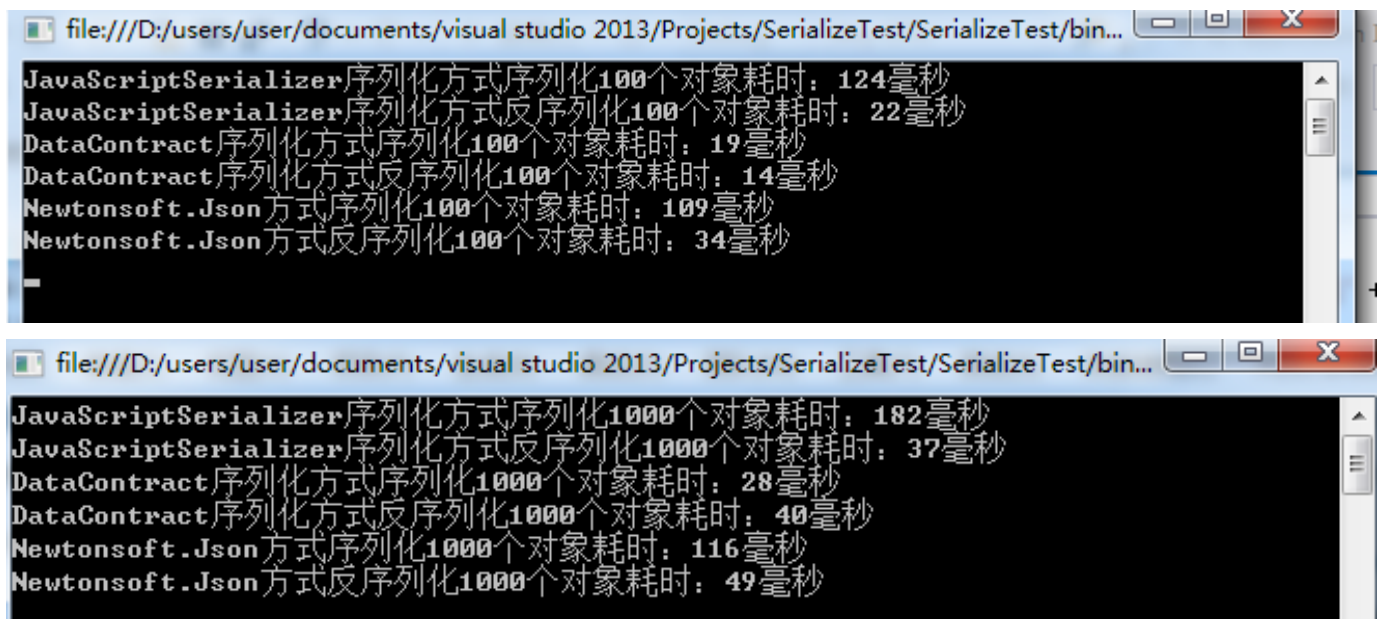 file:///D:/users/user/documents/visual studio 2013/Projects/SerializeTest/SerializeTest/bin...
JavaScriptSerializer序列化方式序列化100个对象耗时：124毫秒
JavaScriptSerializer序列化方式反序列化100个对象耗时：22毫秒
DataContract序列化方式序列化100个对象耗时：19毫秒
DataContract序列化方式反序列化100个对象耗时：14毫秒
Newtonsoft.Json方式序列化100个对象耗时：109毫秒
Newtonsoft.Json方式反序列化100个对象耗时：34毫秒
file:///D:/users/user/documents/visual studio 2013/Projects/SerializeTest/SerializeTest/bin...
JavaScriptSerializer序列化方式序列化1000个对象耗时：182毫秒
JavaScriptSerializer序列化方式反序列化1000个对象耗时：37毫秒
DataContract序列化方式序列化1000个对象耗时：28毫秒
DataContract序列化方式反序列化1000个对象耗时：40毫秒
Newtonsoft.Json方式序列化1000个对象耗时：116毫秒
Newtonsoft.Json方式反序列化1000个对象耗时：49毫秒